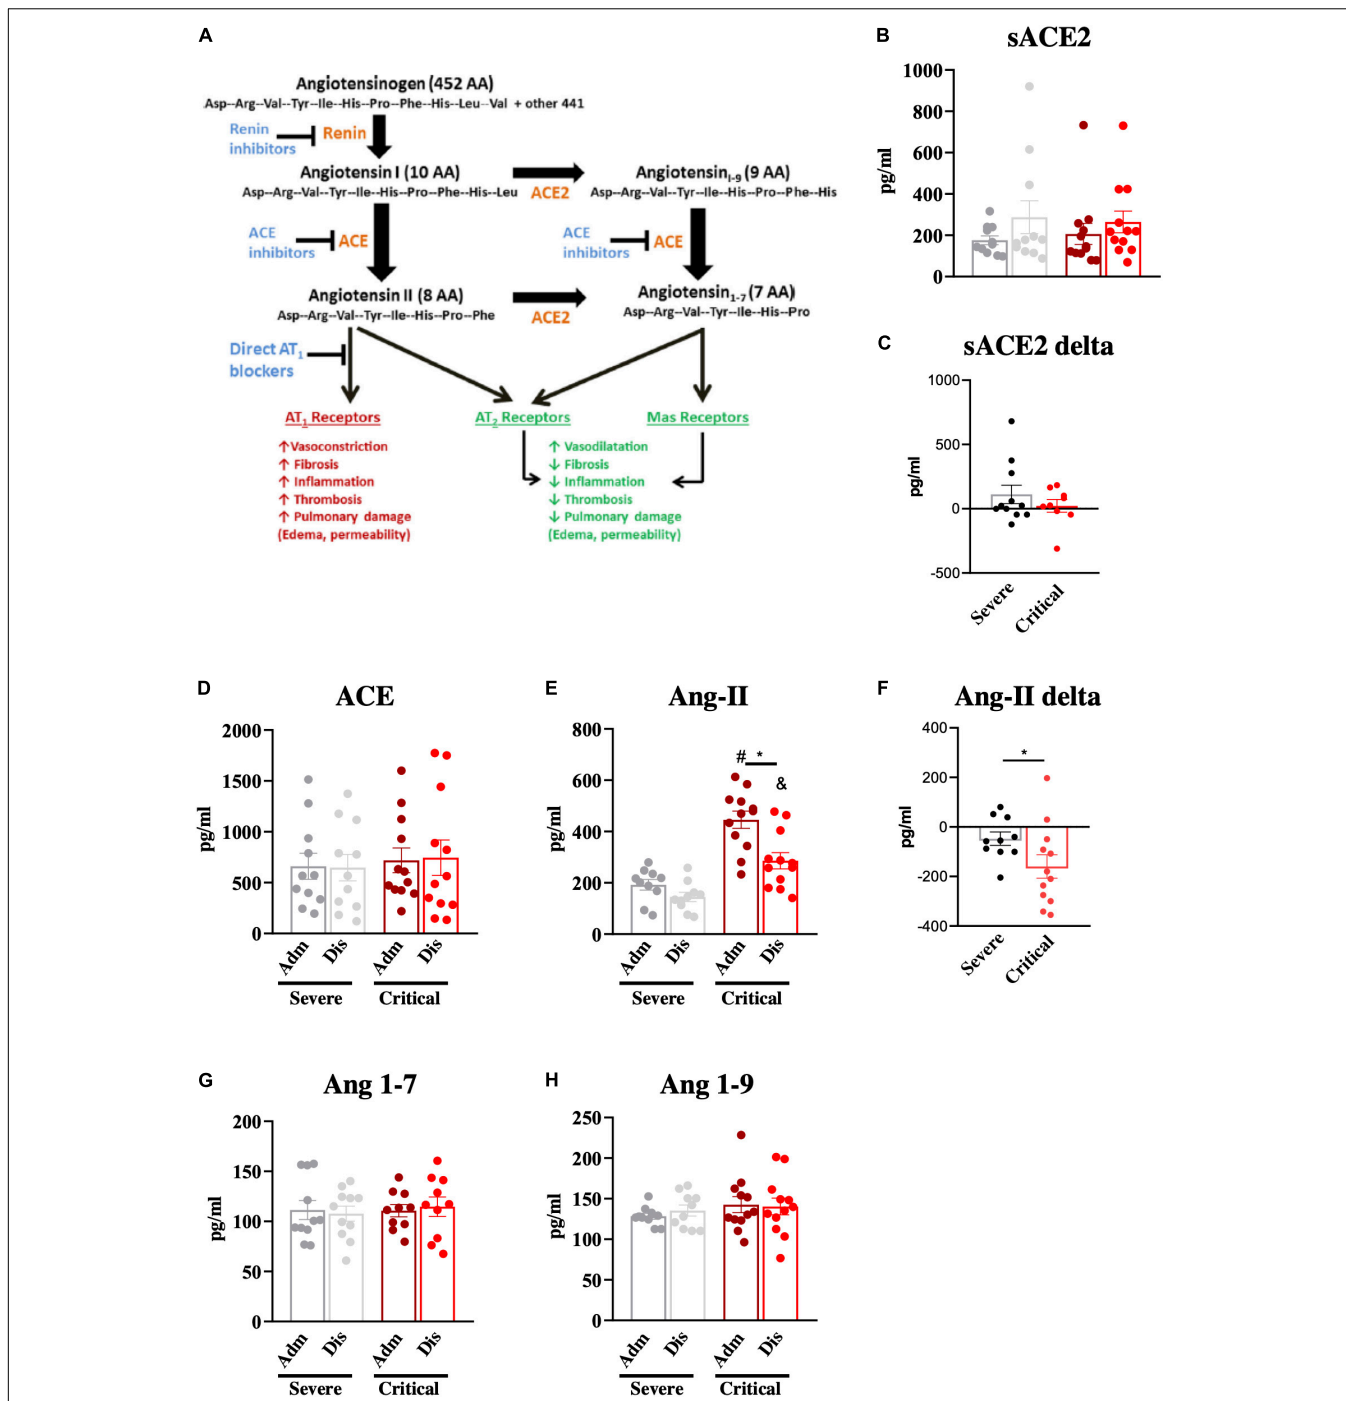 A
Angiotensinogen (452 AA)
Asp--Arg--Val--Tyr--Ile--His--Pro--Phe--His--Leu--Val + other 441
Renin
inhibitors
Renin
Angiotensin I (10 AA)
Asp--Arg--Val--Tyr--Ile--His--Pro--Phe--His--Leu
ACE2
Angiotensin1-9 (9 AA)
Asp--Arg--Val--Tyr--Ile--His--Pro--Phe--His
ACE
inhibitors
ACE
ACE
inhibitors
ACE
Angiotensin II (8 AA)
Asp--Arg--Val--Tyr--Ile--His--Pro--Phe
ACE2
Angiotensin1-7 (7 AA)
Asp--Arg--Val--Tyr--Ile--His--Pro
Direct AT1
blockers
AT1 Receptors
↑Vasoconstriction
↑ Fibrosis
↑ Inflammation
↑ Thrombosis
↑ Pulmonary damage
(Edema, permeability)
AT2 Receptors
Mas Receptors
↑ Vasodilatation
↓ Fibrosis
↓ Inflammation
↓ Thrombosis
↓ Pulmonary damage
(Edema, permeability)
B
sACE2
pg/ml
1000
800
600
400
200
0
C
sACE2 delta
pg/ml
1000
500
0
-500
Severe
Critical
D
ACE
pg/ml
2000
1500
1000
500
0
Adm
Dis
Adm
Dis
Severe
Critical
E
Ang-II
pg/ml
800
600
400
200
0
#
*
&
Adm
Dis
Adm
Dis
Severe
Critical
F
Ang-II delta
pg/ml
400
200
0
-200
-400
*
Severe
Critical
G
Ang 1-7
pg/ml
200
150
100
50
0
Adm
Dis
Adm
Dis
Severe
Critical
H
Ang 1-9
pg/ml
250
200
150
100
50
0
Adm
Dis
Adm
Dis
Severe
Critical